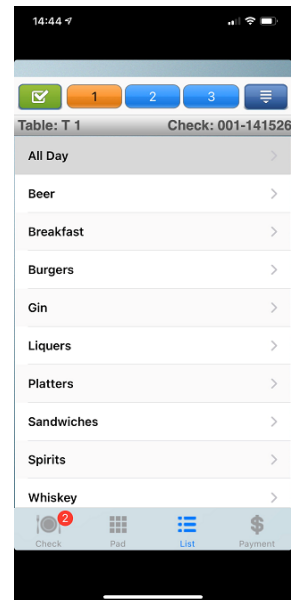 14:44
1 2 3
Table: T 1 Check: 001-141526
All Day
Beer
Breakfast
Burgers
Gin
Liquers
Platters
Sandwiches
Spirits
Whiskey
2
Check Pad List Payment